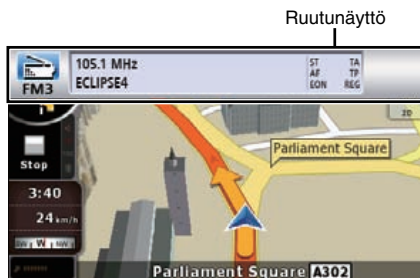 Ruutunäyttö
FM3
105.1 MHz
ECLIPSE4
ST TA
AF TP
EON REG
Stop
3:40
24 km/h
W
Parliament Square
2D
Parliament Square A302